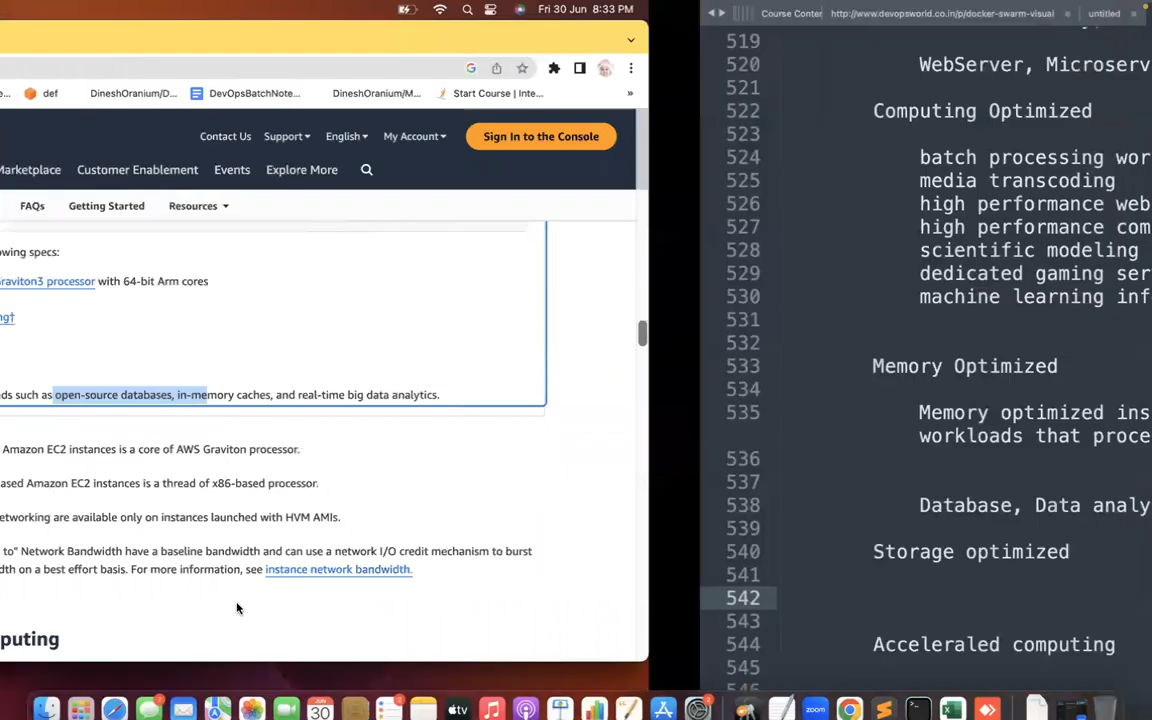 Fri 30 Jun 8:33 PM
def
DineshOranium/D...
DevOpsBatchNote...
DineshOranium/M...
Start Course | Inte...
»
Contact Us
Support
English
My Account
Sign In to the Console
Marketplace
Customer Enablement
Events
Explore More
FAQs
Getting Started
Resources
owing specs:
Graviton3 processor with 64-bit Arm cores
ng†
ds such as open-source databases, in-memory caches, and real-time big data analytics.
Amazon EC2 instances is a core of AWS Graviton processor.
ased Amazon EC2 instances is a thread of x86-based processor.
etworking are available only on instances launched with HVM AMIs.
to" Network Bandwidth have a baseline bandwidth and can use a network I/O credit mechanism to burst
dth on a best effort basis. For more information, see instance network bandwidth.
puting
Course Conter
http://www.devopsworld.co.in/p/docker-swarm-visual
untitled
519
520 WebServer, Microserv
521
522 Computing Optimized
523
524 batch processing wor
525 media transcoding
526 high performance web
527 high performance com
528 scientific modeling
529 dedicated gaming ser
530 machine learning inf
531
532
533 Memory Optimized
534
535 Memory optimized ins
workloads that proce
536
537
538 Database, Data analy
539
540 Storage optimized
541
542
543
544 Acceleraled computing
545
30
tv
zoom